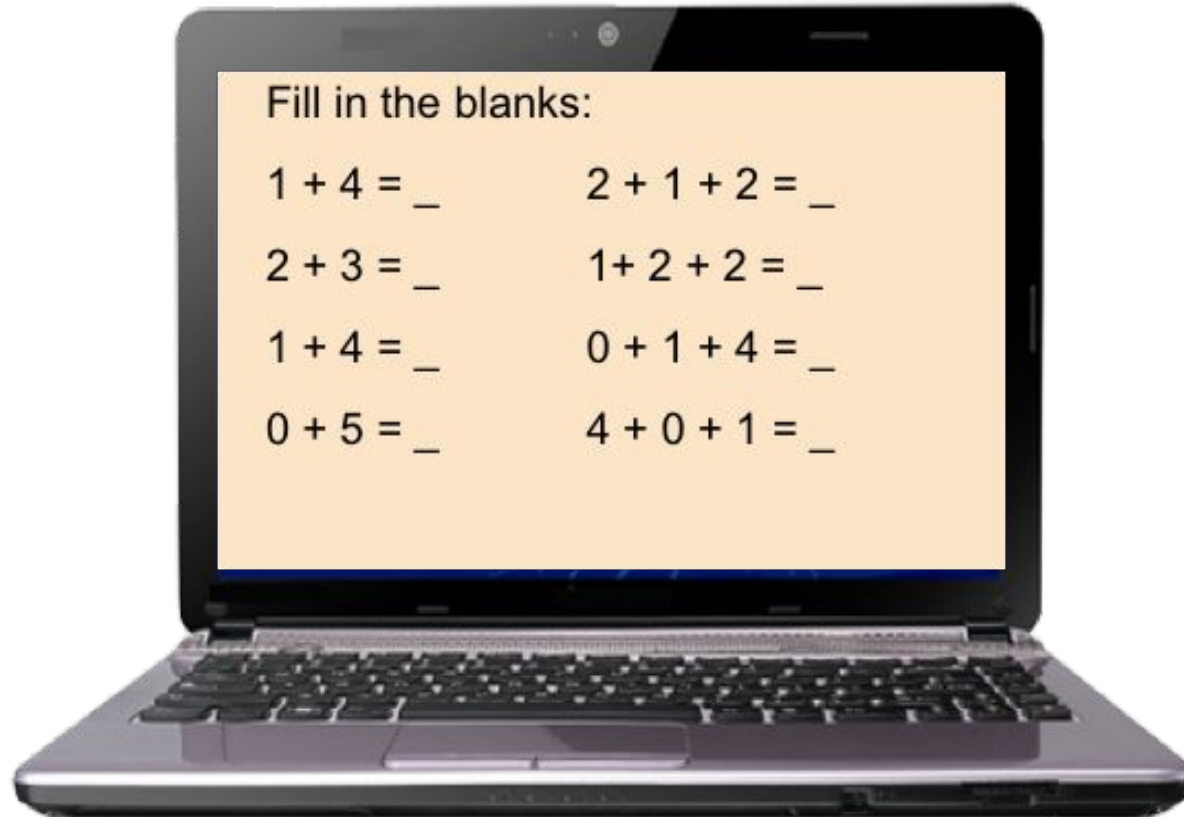 Fill in the blanks:
1 + 4 = _
2 + 3 = _
1 + 4 = _
0 + 5 = _
2 + 1 + 2 = _
1+ 2 + 2 = _
0 + 1 + 4 = _
4 + 0 + 1 = _